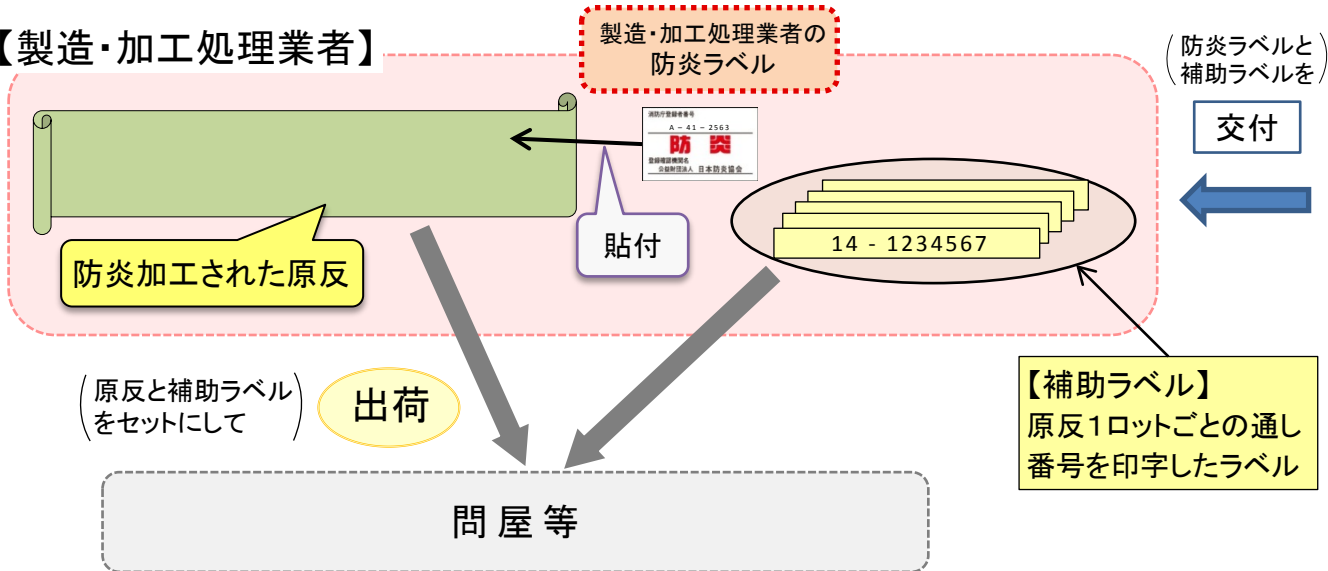 【製造・加工処理業者】
製造・加工処理業者の
防炎ラベル
防炎ラベルと
補助ラベルを
交付
消防庁登録者番号
A - 41 - 2563
防炎
登録確認機関名
公益財団法人 日本防炎協会
貼付
14 - 1234567
防炎加工された原反
原反と補助ラベル
をセットにして
出荷
【補助ラベル】
原反1ロットごとの通し
番号を印字したラベル
問屋等